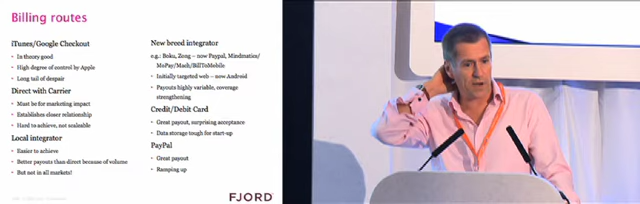 Billing routes
iTunes/Google Checkout
• In theory good
• High degree of control by Apple
• Long tail of despair
Direct with Carrier
• Must be for marketing impact
• Establishes closer relationship
• Hard to achieve, not scaleable
Local integrator
• Easier to achieve
• Better payouts than direct because of volume
• But not in all markets!
New breed integrator
e.g.: Boku, Zong – now Paypal, Mindmatics/
MoPay/Mach/BillToMobile
• Initially targeted web – now Android
• Payouts highly variable, coverage
strengthening
Credit/Debit Card
• Great payout, surprising acceptance
• Data storage tough for start-up
PayPal
• Great payout
• Ramping up
FJORD